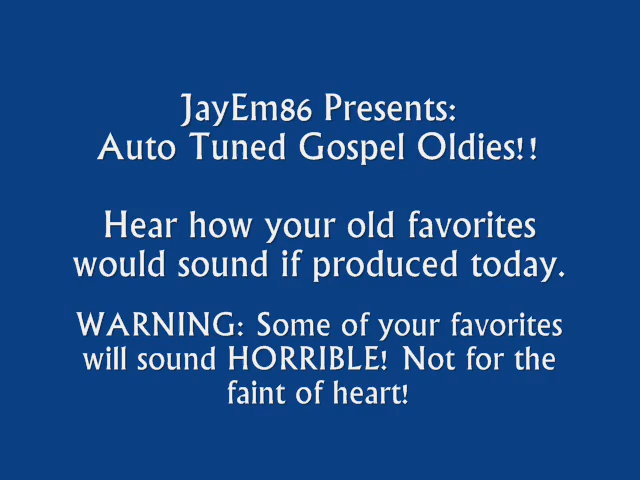 JayEm86 Presents:
Auto Tuned Gospel Oldies!!
Hear how your old favorites
would sound if produced today.
WARNING: Some of your favorites
will sound HORRIBLE! Not for the
faint of heart!